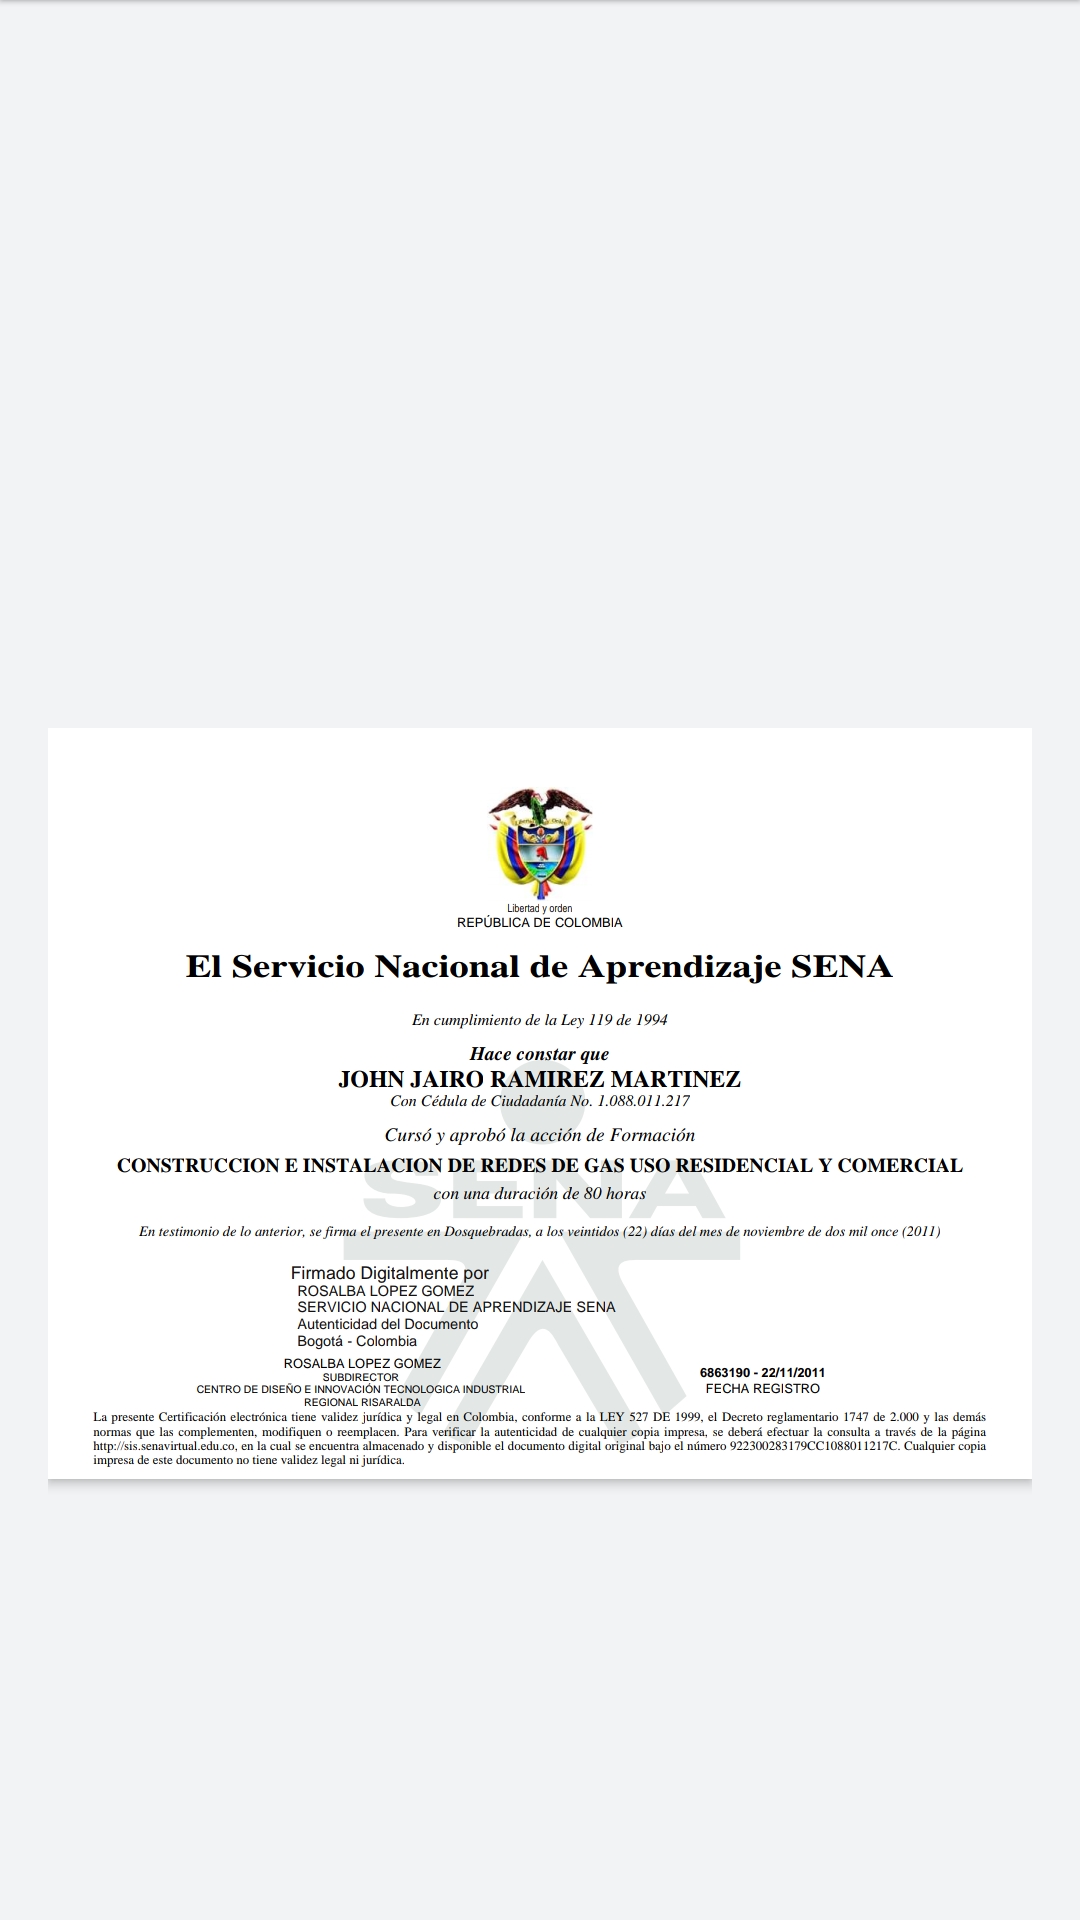 Libertad y orden
REPÚBLICA DE COLOMBIA
El Servicio Nacional de Aprendizaje SENA
En cumplimiento de la Ley 119 de 1994
Hace constar que
JOHN JAIRO RAMIREZ MARTINEZ
Con Cédula de Ciudadanía No. 1.088.011.217
Cursó y aprobó la acción de Formación
CONSTRUCCION E INSTALACION DE REDES DE GAS USO RESIDENCIAL Y COMERCIAL
SENA
con una duración de 80 horas
En testimonio de lo anterior, se firma el presente en Dosquebradas, a los veintidos (22) días del mes de noviembre de dos mil once (2011)
Firmado Digitalmente por
ROSALBA LOPEZ GOMEZ
SERVICIO NACIONAL DE APRENDIZAJE SENA
Autenticidad del Documento
Bogotá - Colombia
ROSALBA LOPEZ GOMEZ
SUBDIRECTOR
CENTRO DE DISEÑO E INNOVACIÓN TECNOLOGICA INDUSTRIAL
REGIONAL RISARALDA
6863190 - 22/11/2011
FECHA REGISTRO
La presente Certificación electrónica tiene validez jurídica y legal en Colombia, conforme a la LEY 527 DE 1999, el Decreto reglamentario 1747 de 2.000 y las demás
normas que las complementen, modifiquen o reemplacen. Para verificar la autenticidad de cualquier copia impresa, se deberá efectuar la consulta a través de la página
http://sis.senavirtual.edu.co, en la cual se encuentra almacenado y disponible el documento digital original bajo el número 922300283179CC1088011217C. Cualquier copia
impresa de este documento no tiene validez legal ni jurídica.